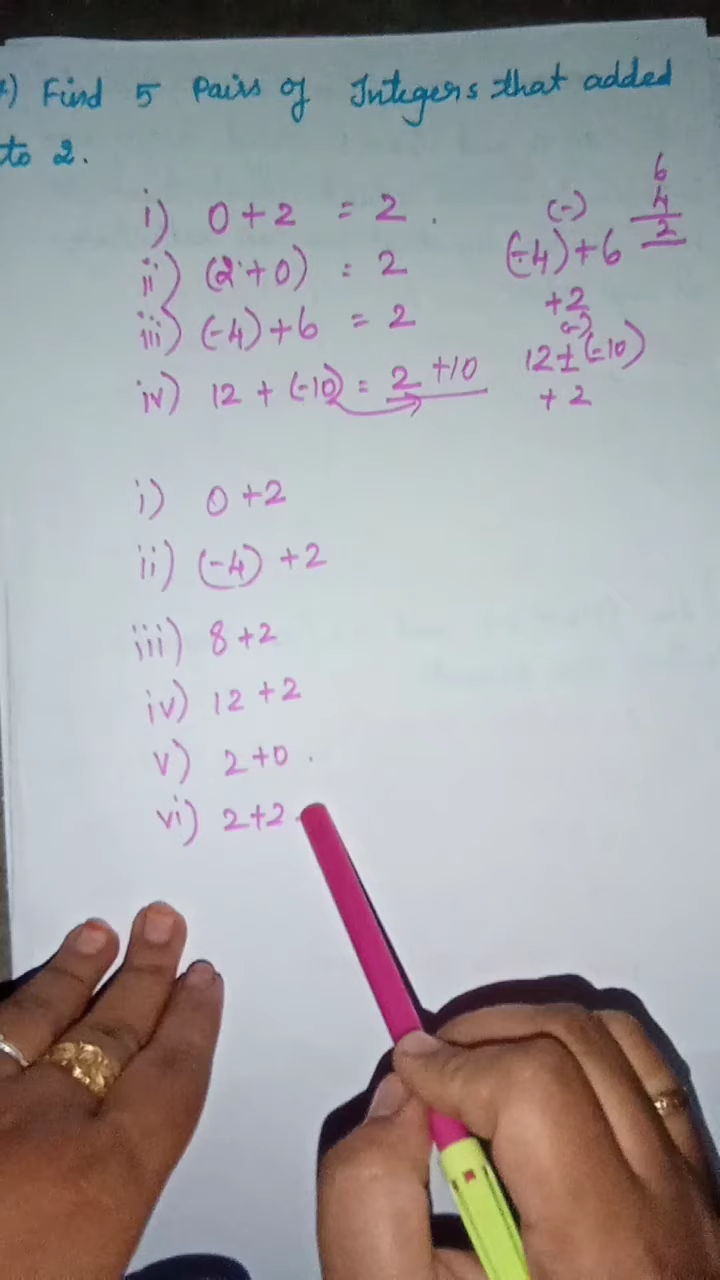 ) Find 5 Pairs of Integers that added
to 2.
i) 0 + 2 = 2 .
ii) (2 + 0) = 2
iii) (-4) + 6 = 2
iv) 12 + (-10) = 2 +10
(-)
(-4) + 6
+2
6
4
2
(-)
12 + (-10)
+ 2
i) 0 + 2
ii) (-4) + 2
iii) 8 + 2
iv) 12 + 2
v) 2 + 0 .
vi) 2 + 2 .